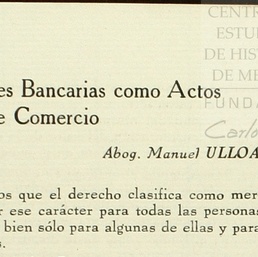 CENTR
ESTU
DE HIS
DE ME
FUNDA
Carlo
es Bancarias como Actos
e Comercio
Abog. Manuel ULLOA
os que el derecho clasifica como mer
r ese carácter para todas las personas
bien sólo para algunas de ellas y para
s.